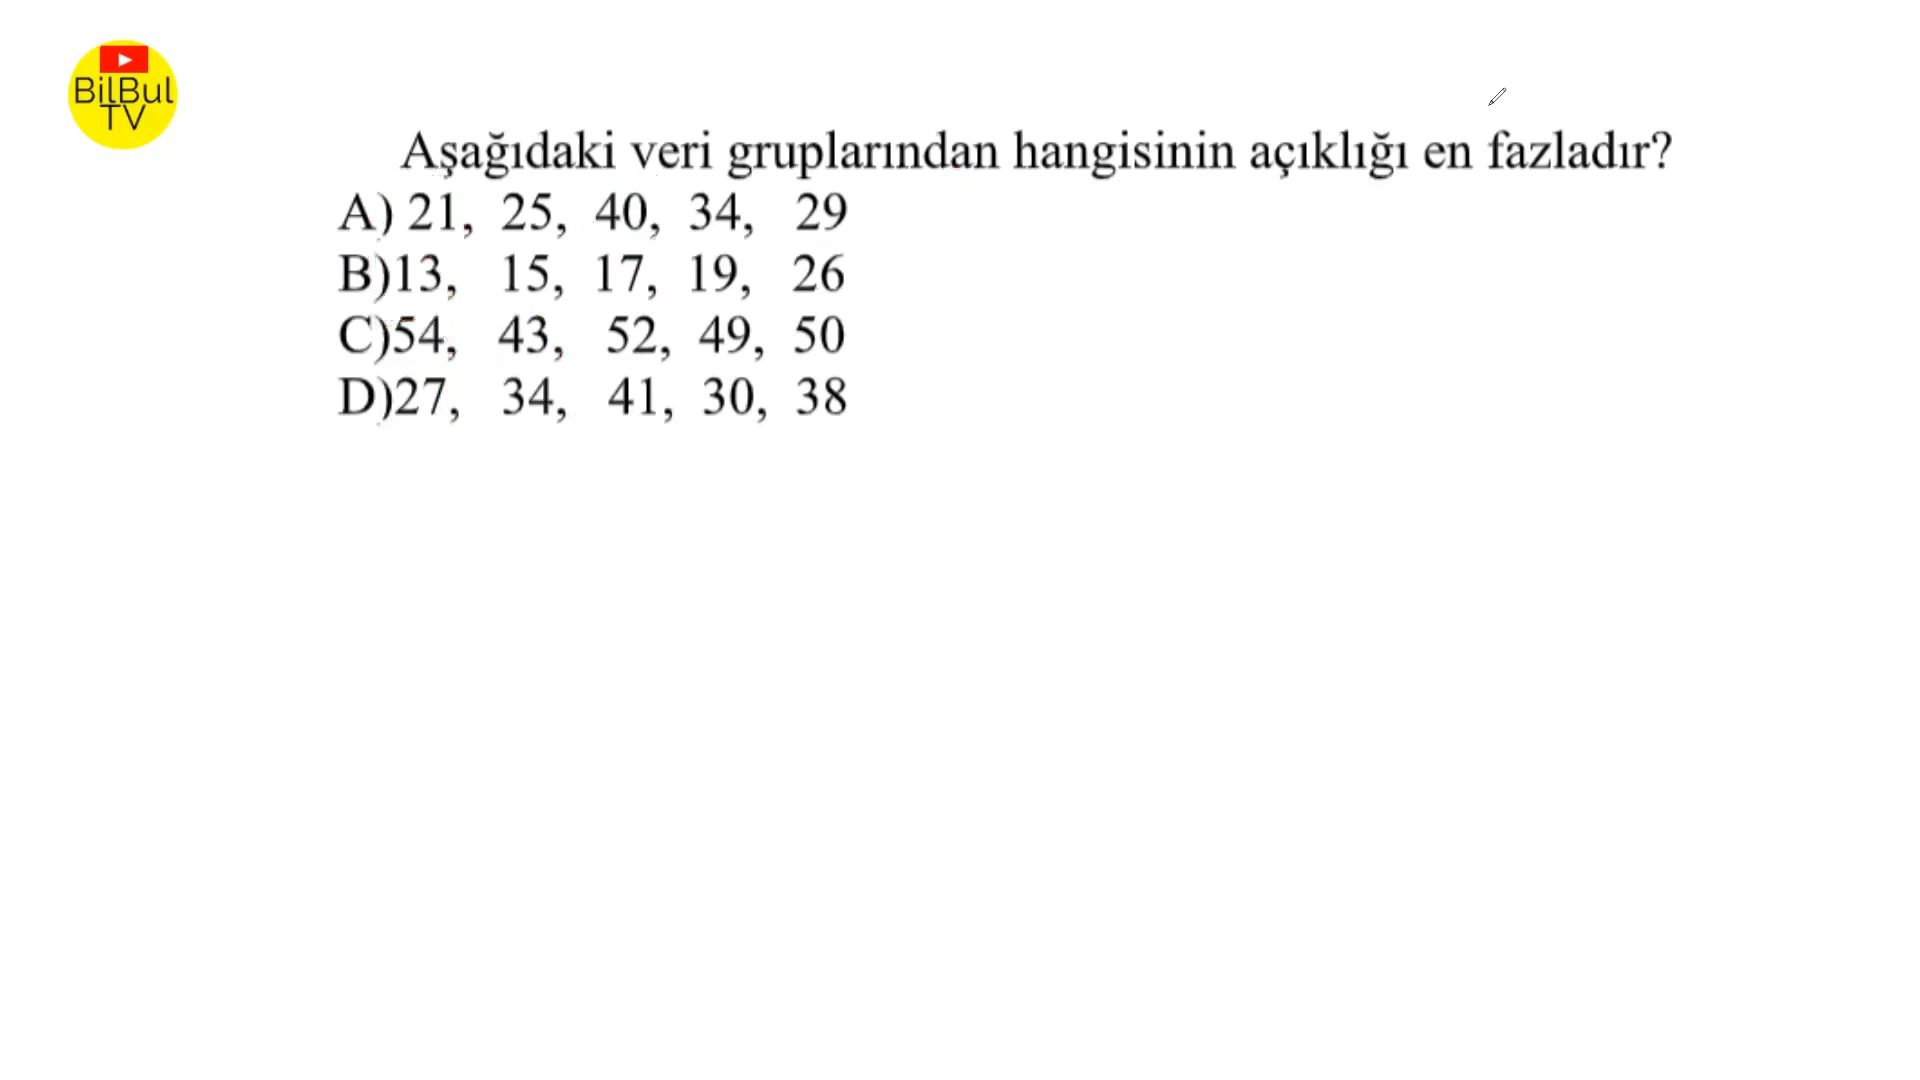 BilBul
TV
Aşağıdaki veri gruplarından hangisinin açıklığı en fazladır?
A) 21, 25, 40, 34, 29
B)13, 15, 17, 19, 26
C)54, 43, 52, 49, 50
D)27, 34, 41, 30, 38